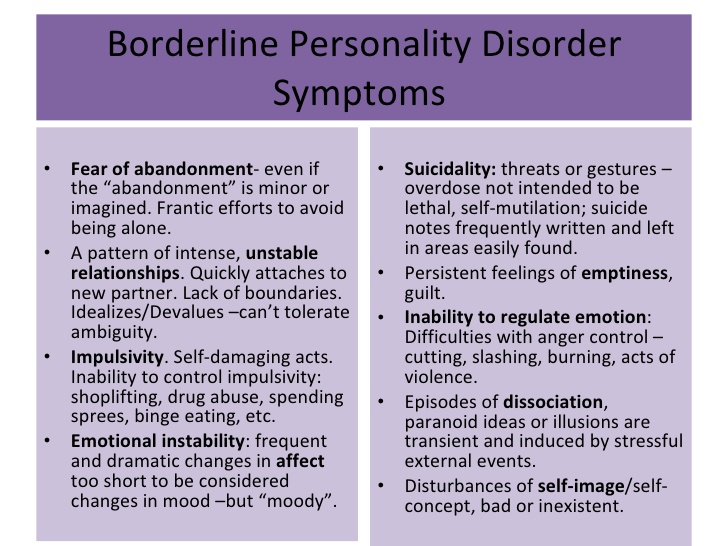 Borderline Personality Disorder
Symptoms
• Fear of abandonment- even if
the “abandonment” is minor or
imagined. Frantic efforts to avoid
being alone.
• A pattern of intense, unstable
relationships. Quickly attaches to
new partner. Lack of boundaries.
Idealizes/Devalues –can’t tolerate
ambiguity.
• Impulsivity. Self-damaging acts.
Inability to control impulsivity:
shoplifting, drug abuse, spending
sprees, binge eating, etc.
• Emotional instability: frequent
and dramatic changes in affect
too short to be considered
changes in mood –but “moody”.
• Suicidality: threats or gestures –
overdose not intended to be
lethal, self-mutilation; suicide
notes frequently written and left
in areas easily found.
• Persistent feelings of emptiness,
guilt.
• Inability to regulate emotion:
Difficulties with anger control –
cutting, slashing, burning, acts of
violence.
• Episodes of dissociation,
paranoid ideas or illusions are
transient and induced by stressful
external events.
• Disturbances of self-image/self-
concept, bad or inexistent.